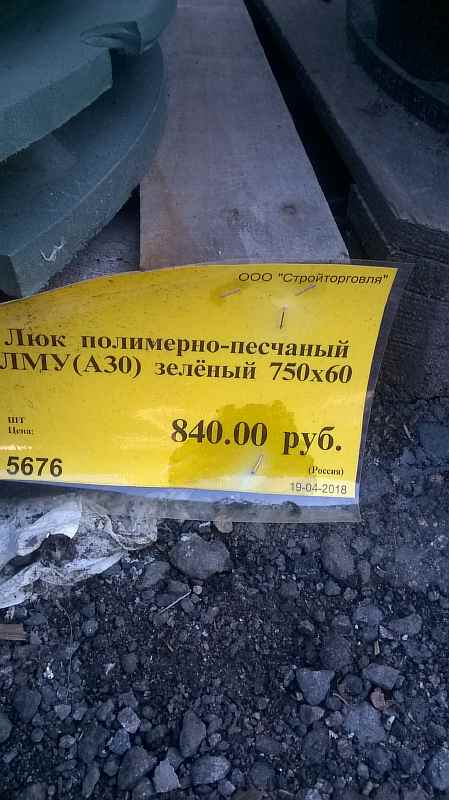 ООО "Стройторговля"
Люк полимерно-песчаный
ЛМУ(А30) зелёный 750х60
шт
Цена:
840.00 руб.
5676
(Россия)
19-04-2018